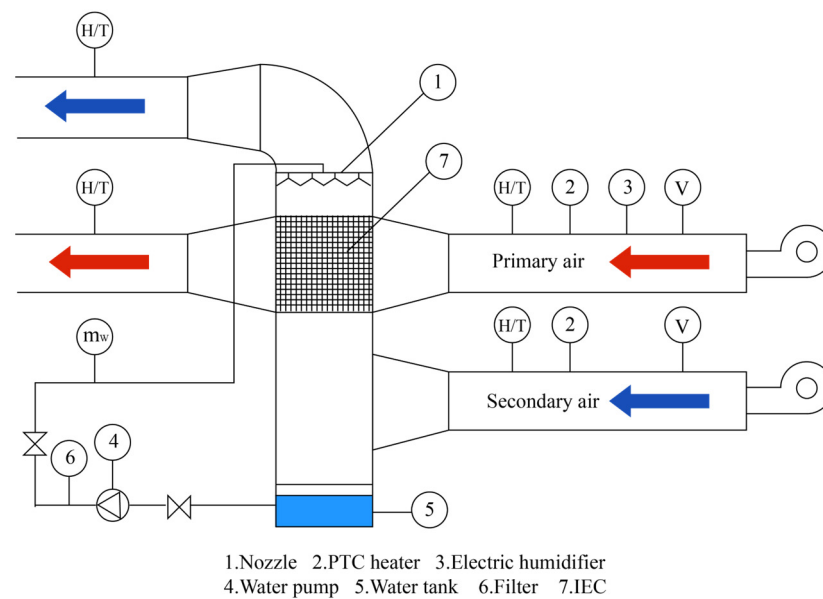 H/T
1
H/T
7
H/T
2
3
V
Primary air
H/T
2
V
mw
Secondary air
6
4
5
1.Nozzle 2.PTC heater 3.Electric humidifier
4.Water pump 5.Water tank 6.Filter 7.IEC